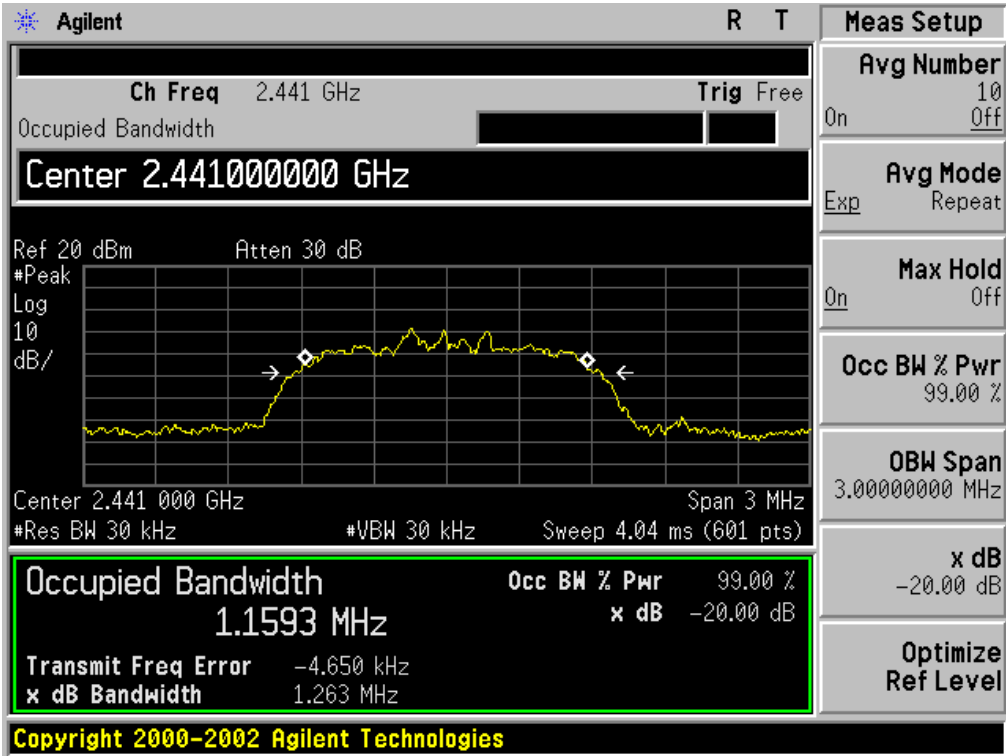 Agilent R T
Ch Freq 2.441 GHz Trig Free
Occupied Bandwidth
Center 2.441000000 GHz
Ref 20 dBm Atten 30 dB
#Peak
Log
10
dB/
Center 2.441 000 GHz Span 3 MHz
#Res BW 30 kHz #VBW 30 kHz Sweep 4.04 ms (601 pts)
Occupied Bandwidth Occ BW % Pwr 99.00 %
1.1593 MHz x dB -20.00 dB
Transmit Freq Error -4.650 kHz
x dB Bandwidth 1.263 MHz
Copyright 2000-2002 Agilent Technologies
Meas Setup
Avg Number
10
On Off
Avg Mode
Exp Repeat
Max Hold
On Off
Occ BW % Pwr
99.00 %
OBW Span
3.00000000 MHz
x dB
-20.00 dB
Optimize
Ref Level